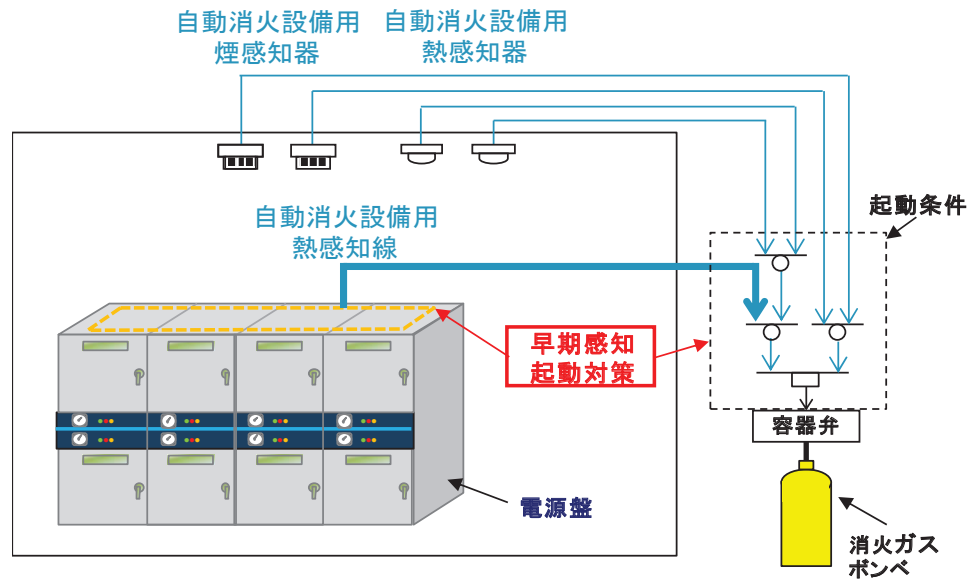 自動消火設備用
煙感知器
自動消火設備用
熱感知器
自動消火設備用
熱感知線
起動条件
早期感知
起動対策
容器弁
電源盤
消火ガス
ボンベ